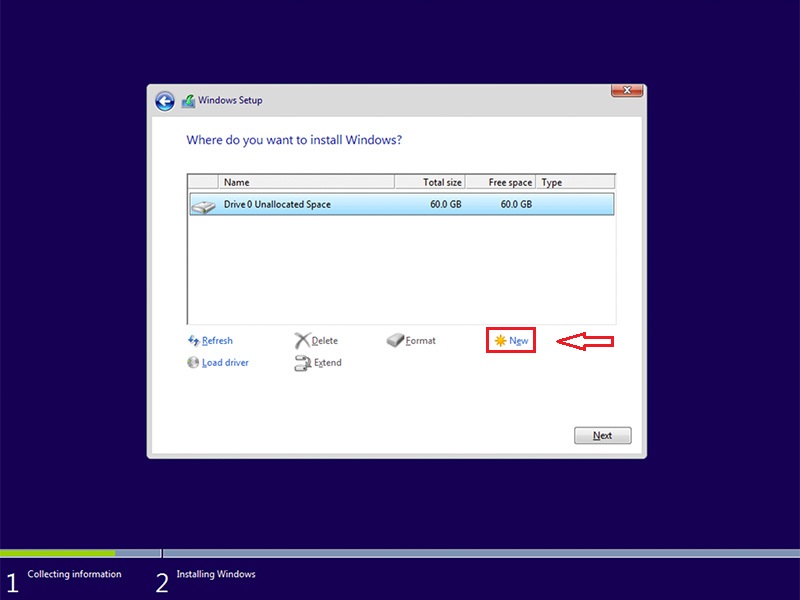 Windows Setup
Where do you want to install Windows?
Name Total size Free space Type
Drive 0 Unallocated Space 60.0 GB 60.0 GB
Refresh Delete Format New
Load driver Extend
Next
1 Collecting information 2 Installing Windows